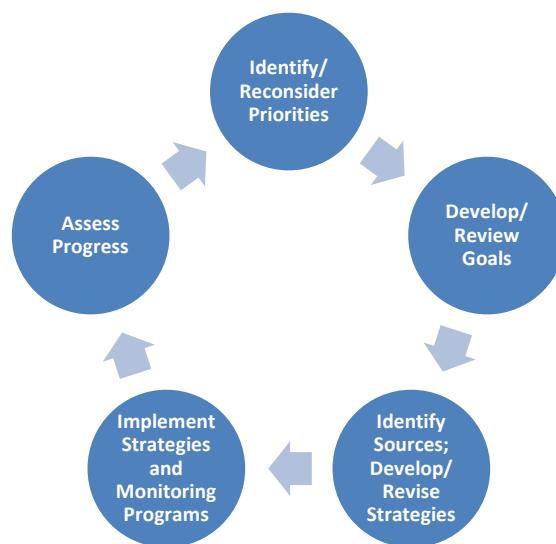 Identify/
Reconsider
Priorities
Develop/
Review
Goals
Identify
Sources;
Develop/
Revise
Strategies
Implement
Strategies
and
Monitoring
Programs
Assess
Progress